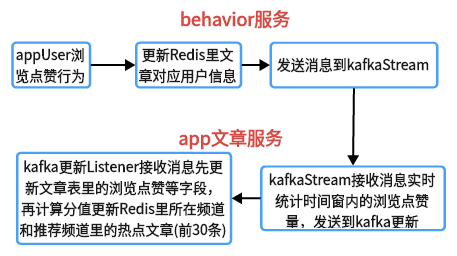 behavior服务
appUser浏
览点赞行为
更新Redis里文
章对应用户信息
发送消息到kafkaStream
app文章服务
kafka更新Listener接收消息先更
新文章表里的浏览点赞等字段，
再计算分值更新Redis里所在频道
和推荐频道里的热点文章(前30条)
kafkaStream接收消息实时
统计时间窗内的浏览点赞
量，发送到kafka更新